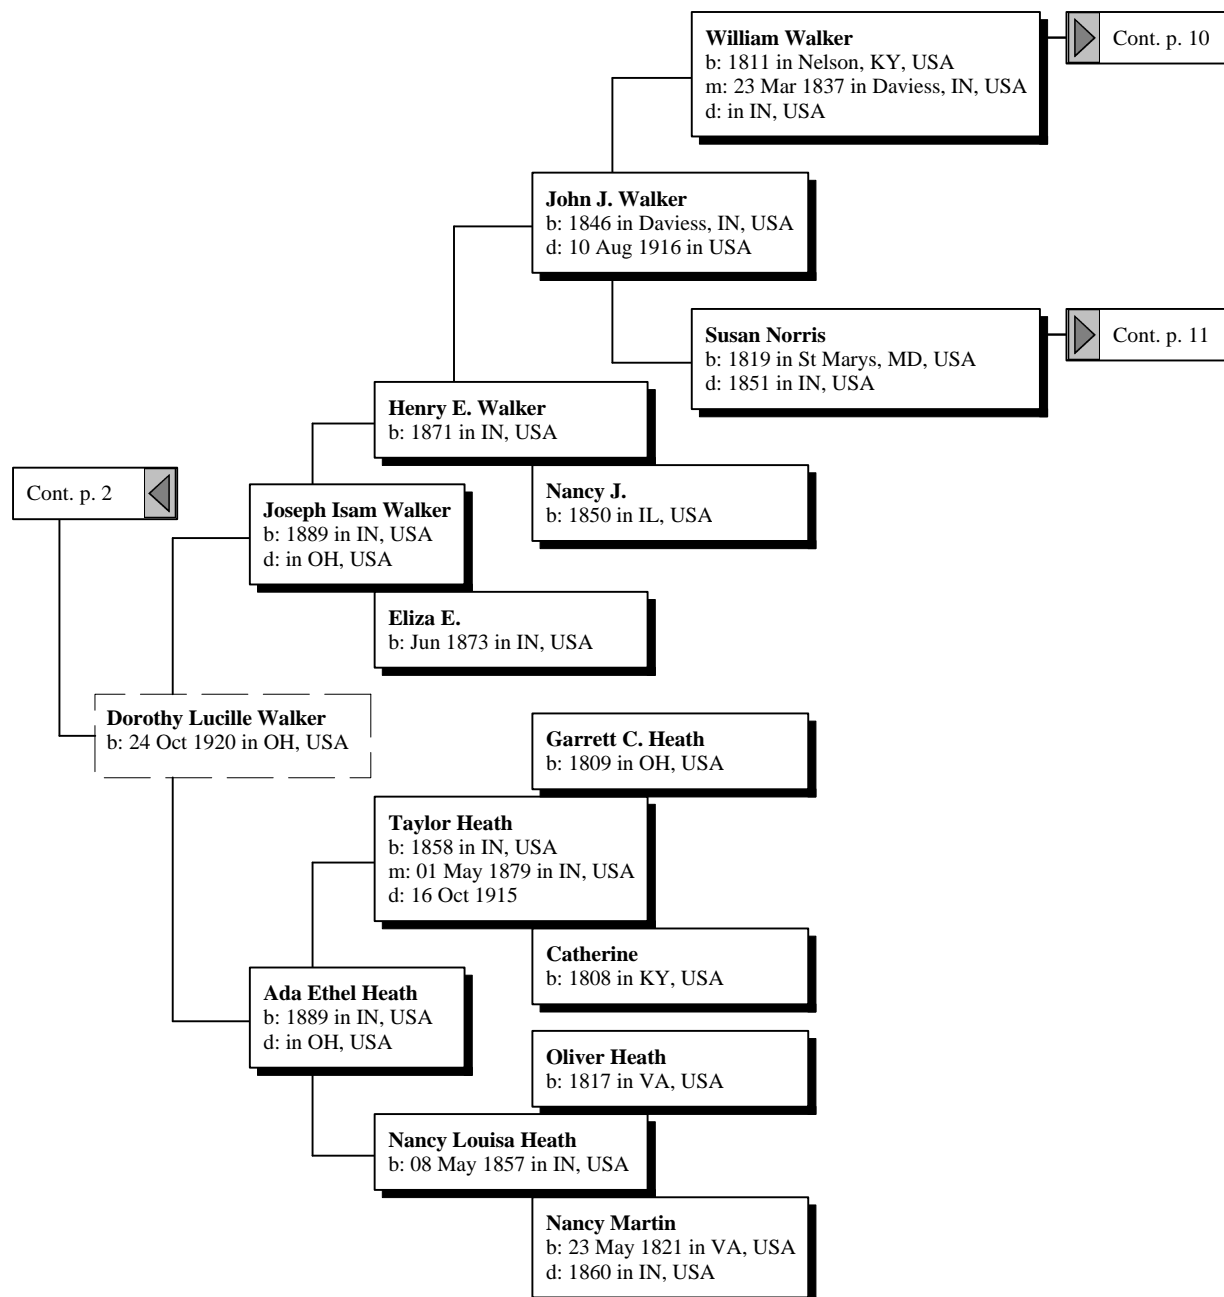 William Walker
b: 1811 in Nelson, KY, USA
m: 23 Mar 1837 in Daviess, IN, USA
d: in IN, USA
Cont. p. 10
John J. Walker
b: 1846 in Daviess, IN, USA
d: 10 Aug 1916 in USA
Susan Norris
b: 1819 in St Marys, MD, USA
d: 1851 in IN, USA
Cont. p. 11
Henry E. Walker
b: 1871 in IN, USA
Cont. p. 2
Nancy J.
b: 1850 in IL, USA
Joseph Isam Walker
b: 1889 in IN, USA
d: in OH, USA
Eliza E.
b: Jun 1873 in IN, USA
Dorothy Lucille Walker
b: 24 Oct 1920 in OH, USA
Garrett C. Heath
b: 1809 in OH, USA
Taylor Heath
b: 1858 in IN, USA
m: 01 May 1879 in IN, USA
d: 16 Oct 1915
Catherine
b: 1808 in KY, USA
Ada Ethel Heath
b: 1889 in IN, USA
d: in OH, USA
Oliver Heath
b: 1817 in VA, USA
Nancy Louisa Heath
b: 08 May 1857 in IN, USA
Nancy Martin
b: 23 May 1821 in VA, USA
d: 1860 in IN, USA